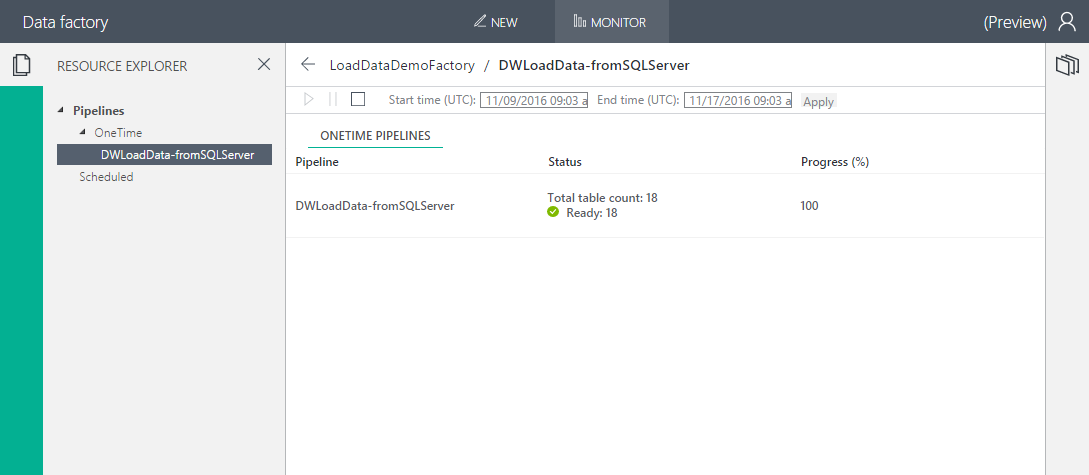 Data factory
NEW
MONITOR
(Preview)
RESOURCE EXPLORER
Pipelines
OneTime
DWLoadData-fromSQLServer
Scheduled
LoadDataDemoFactory / DWLoadData-fromSQLServer
Start time (UTC): 11/09/2016 09:03 a End time (UTC): 11/17/2016 09:03 a Apply
ONETIME PIPELINES
Pipeline Status Progress (%)
DWLoadData-fromSQLServer
Total table count: 18
Ready: 18
100